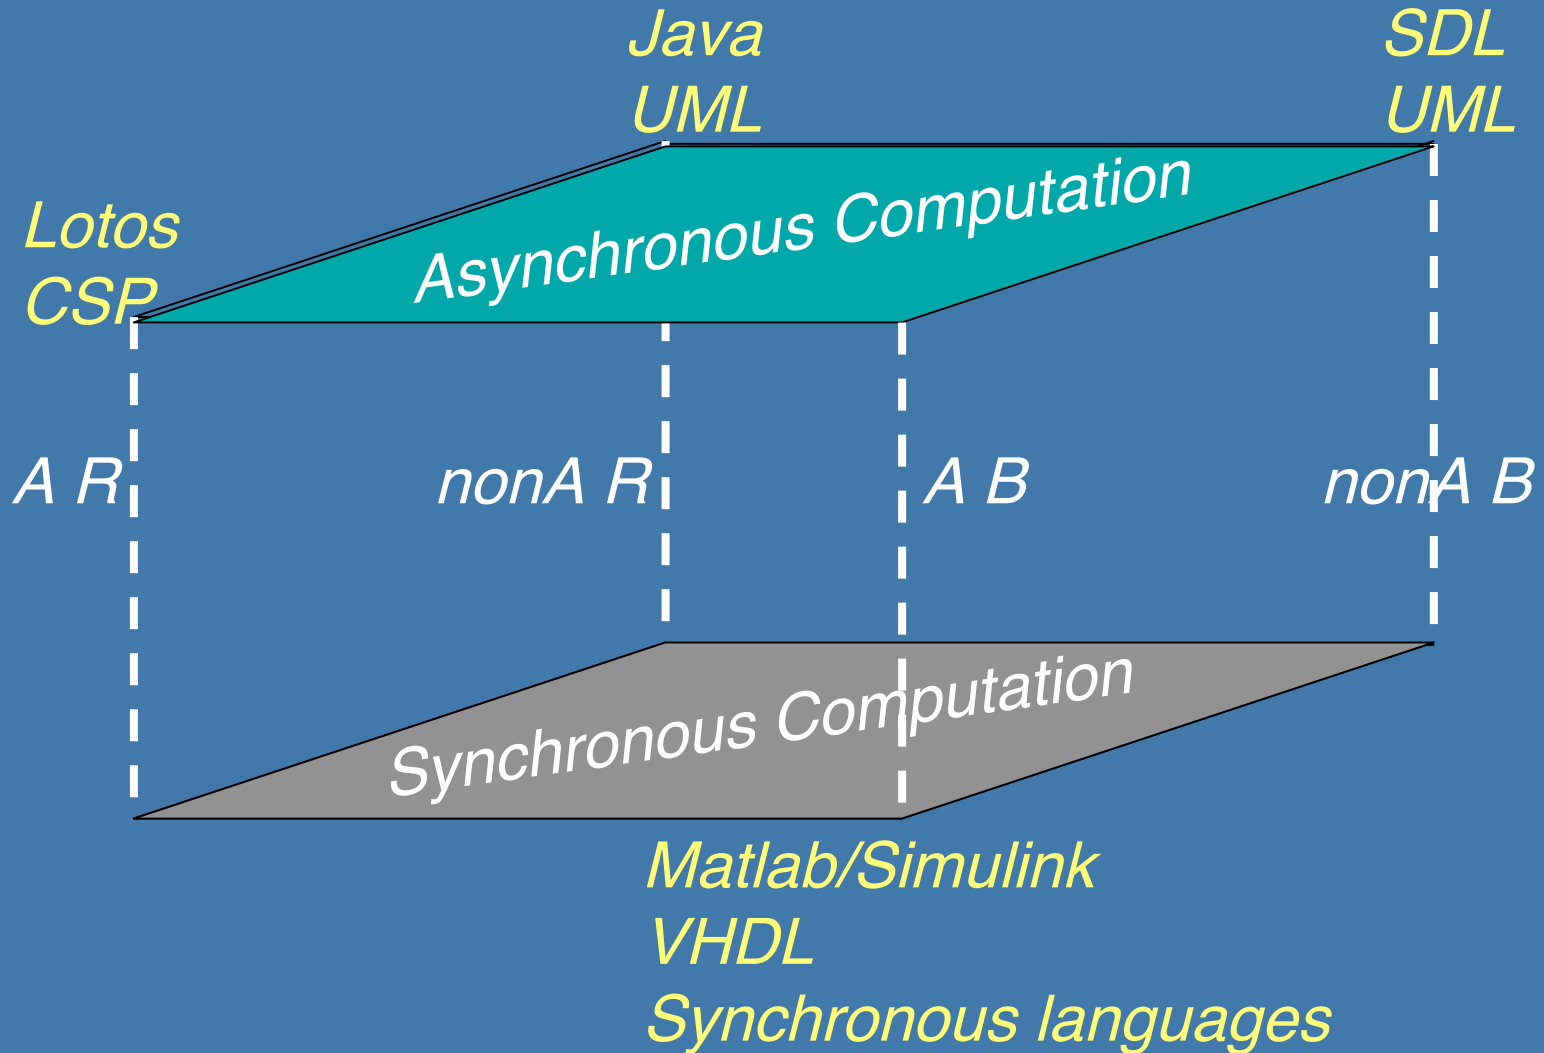 Java
UML
SDL
UML
Lotos
CSP
Asynchronous Computation
A R
nonA R
A B
nonA B
Synchronous Computation
Matlab/Simulink
VHDL
Synchronous languages